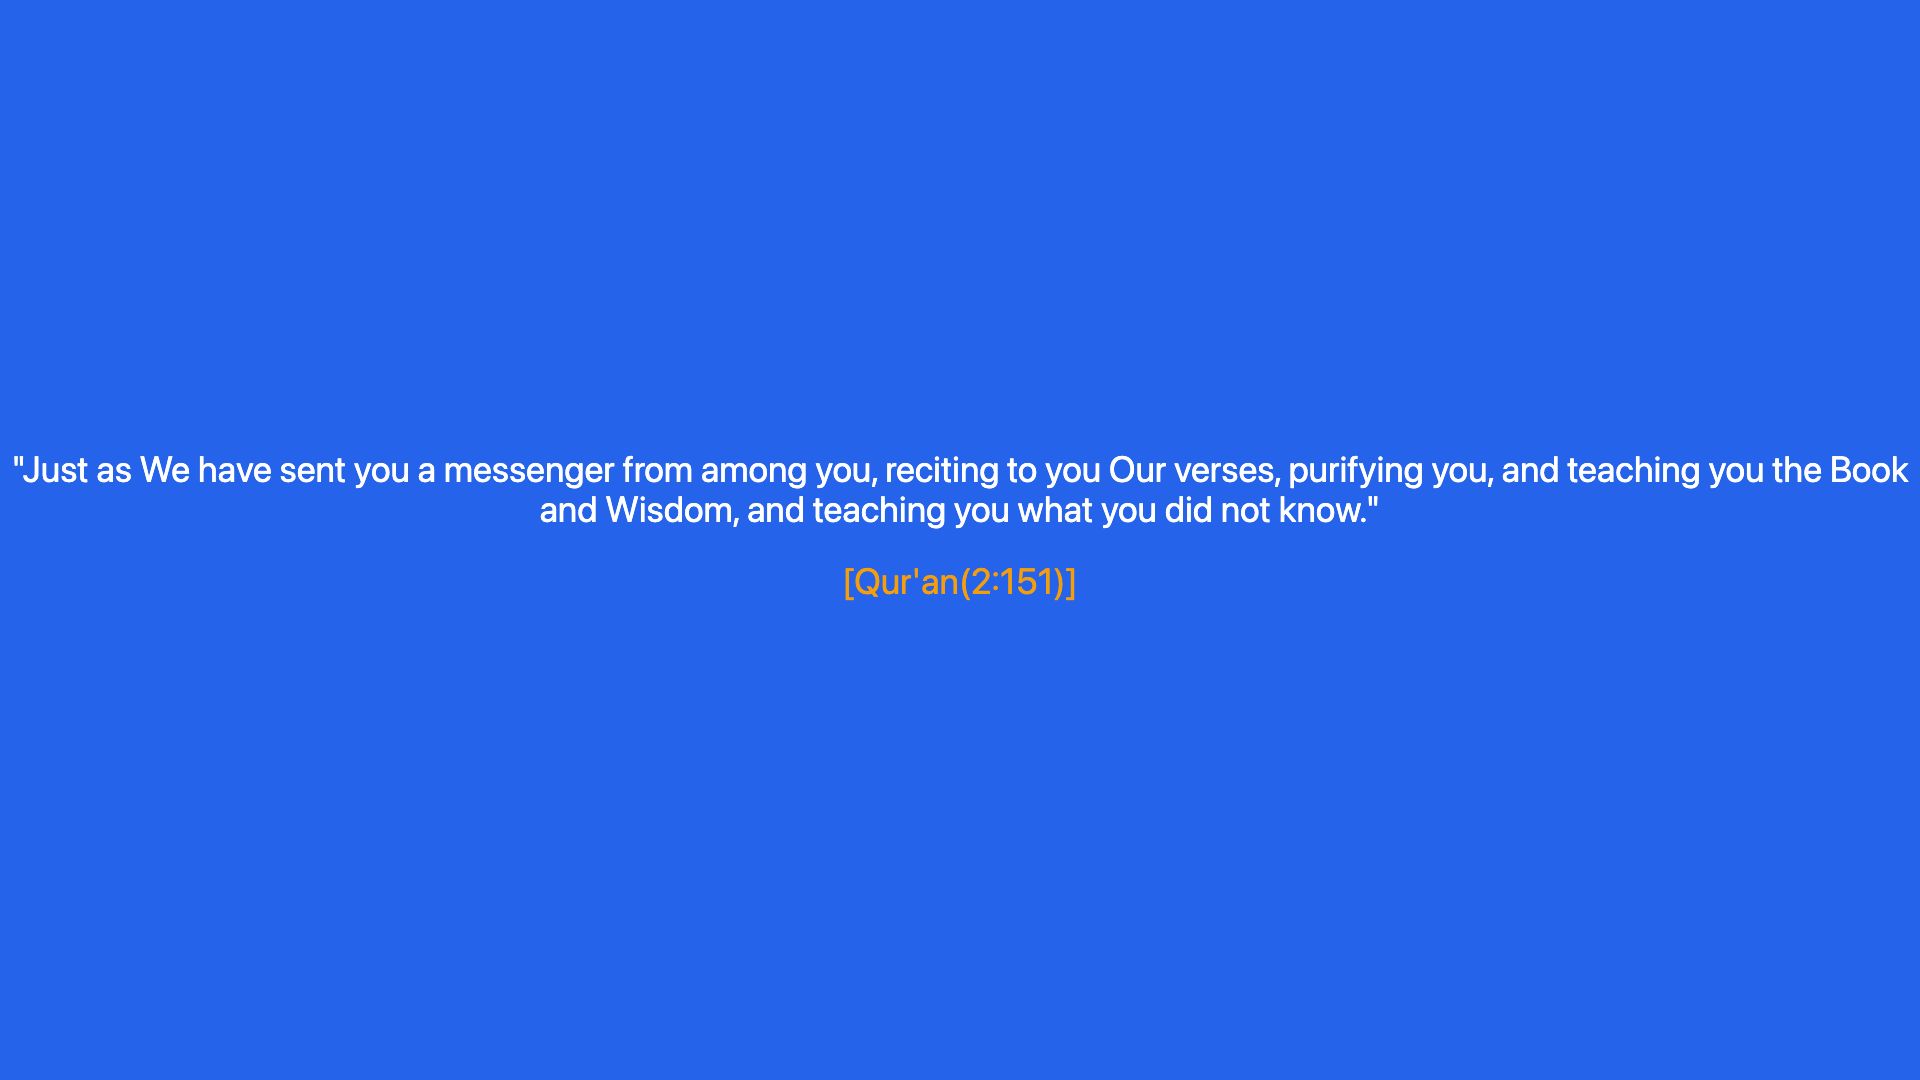 "Just as We have sent you a messenger from among you, reciting to you Our verses, purifying you, and teaching you the Book
and Wisdom, and teaching you what you did not know."
[Qur'an(2:151)]